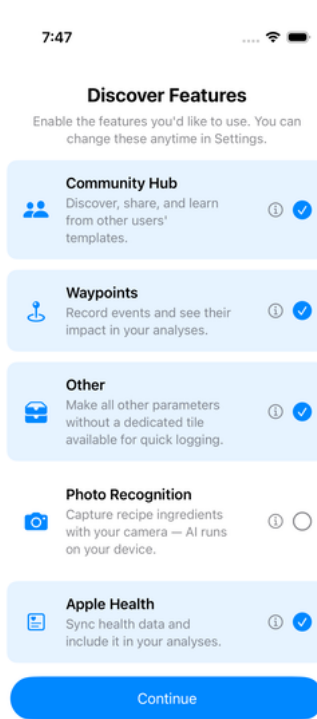 7:47
Discover Features
Enable the features you'd like to use. You can
change these anytime in Settings.
Community Hub
Discover, share, and learn
from other users'
templates.
Waypoints
Record events and see their
impact in your analyses.
Other
Make all other parameters
without a dedicated tile
available for quick logging.
Photo Recognition
Capture recipe ingredients
with your camera — AI runs
on your device.
Apple Health
Sync health data and
include it in your analyses.
Continue